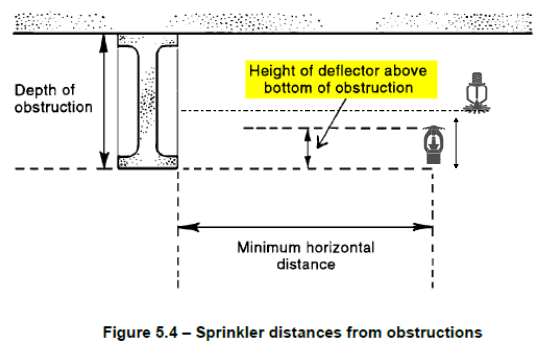 Height of deflector above
bottom of obstruction
Depth of
obstruction
Minimum horizontal
distance
Figure 5.4 – Sprinkler distances from obstructions